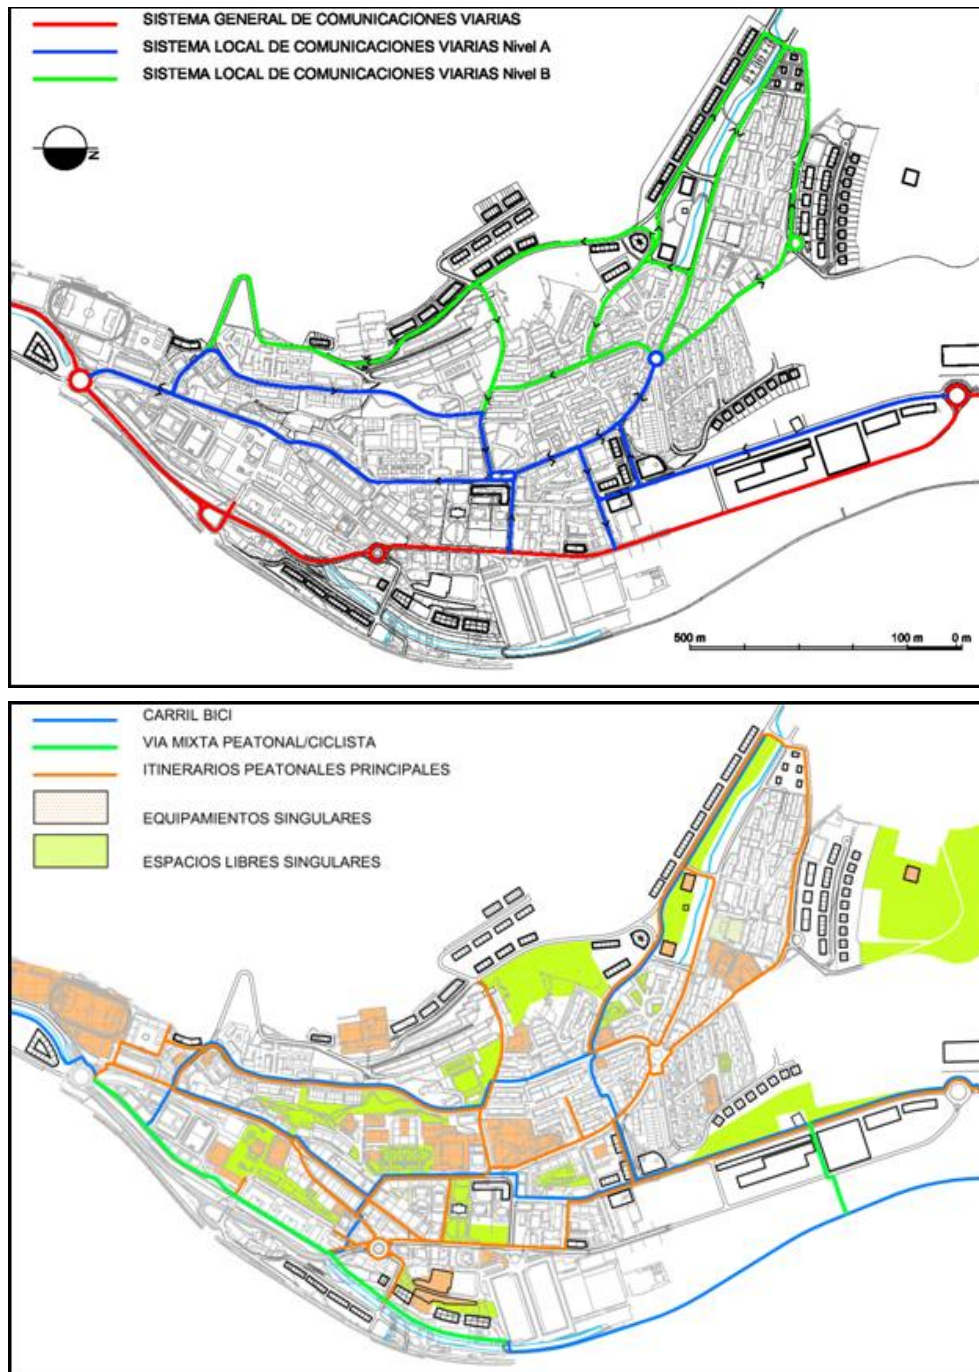 SISTEMA GENERAL DE COMUNICACIONES VIARIAS
SISTEMA LOCAL DE COMUNICACIONES VIARIAS Nivel A
SISTEMA LOCAL DE COMUNICACIONES VIARIAS Nivel B
N
500 m 100 m 0 m
CARRIL BICI
VIA MIXTA PEATONAL/CICLISTA
ITINERARIOS PEATONALES PRINCIPALES
EQUIPAMIENTOS SINGULARES
ESPACIOS LIBRES SINGULARES